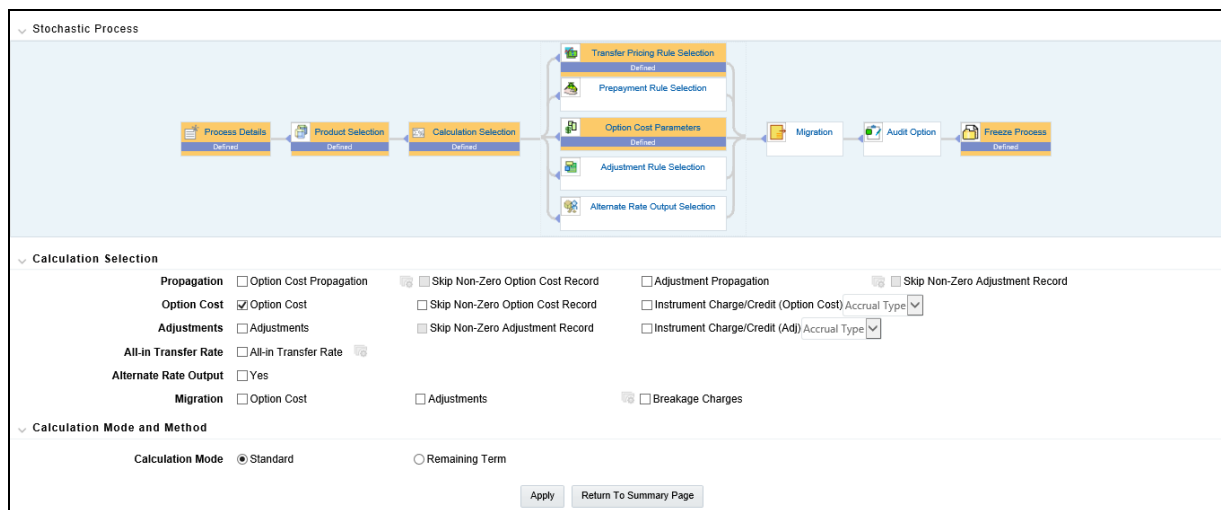 Stochastic Process
Transfer Pricing Rule Selection
Defined
Prepayment Rule Selection
Process Details
Defined
Product Selection
Defined
Calculation Selection
Defined
Option Cost Parameters
Defined
Migration
Audit Option
Freeze Process
Defined
Adjustment Rule Selection
Alternate Rate Output Selection
Calculation Selection
Propagation Option Cost Propagation Skip Non-Zero Option Cost Record Adjustment Propagation Skip Non-Zero Adjustment Record
Option Cost Option Cost Skip Non-Zero Option Cost Record Instrument Charge/Credit (Option Cost) Accrual Type
Adjustments Adjustments Skip Non-Zero Adjustment Record Instrument Charge/Credit (Adj) Accrual Type
All-in Transfer Rate All-in Transfer Rate
Alternate Rate Output Yes
Migration Option Cost Adjustments Breakage Charges
Calculation Mode and Method
Calculation Mode Standard Remaining Term
Apply Return To Summary Page